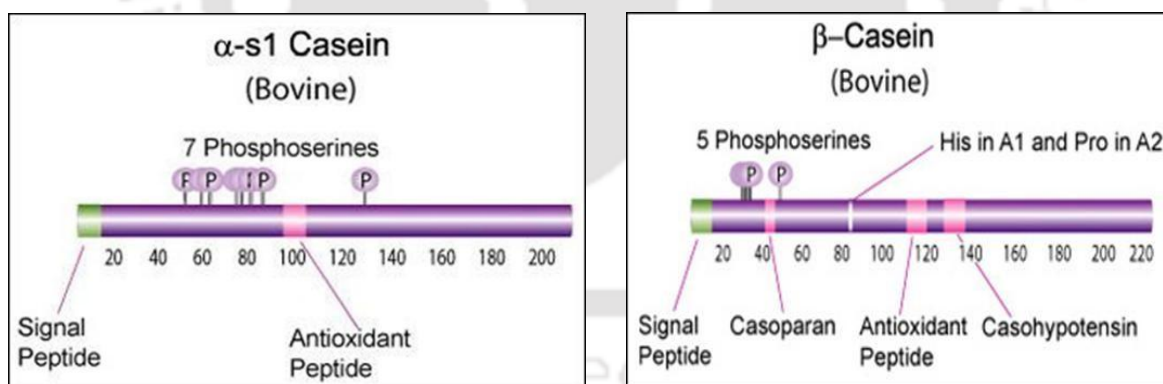 α-s1 Casein
(Bovine)
7 Phosphoserines
P P P P
20 40 60 80 100 120 140 160 180 200
Signal
Peptide
Antioxidant
Peptide
β–Casein
(Bovine)
5 Phosphoserines
His in A1 and Pro in A2
P P
20 40 60 80 100 120 140 160 180 200 220
Signal
Peptide
Casoparan
Antioxidant
Peptide
Casohypotensin